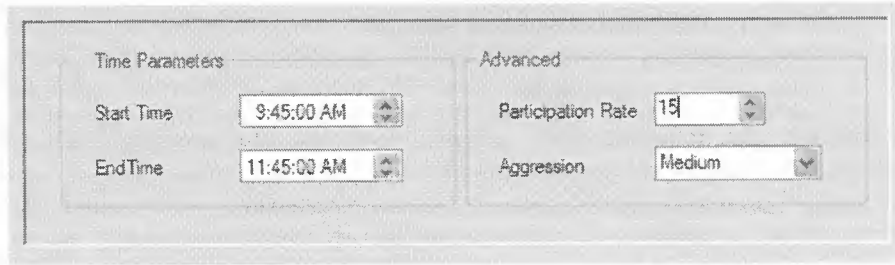 Time Parameters
Start Time 9:45:00 AM
EndTime 11:45:00 AM
Advanced
Participation Rate 15
Aggression Medium